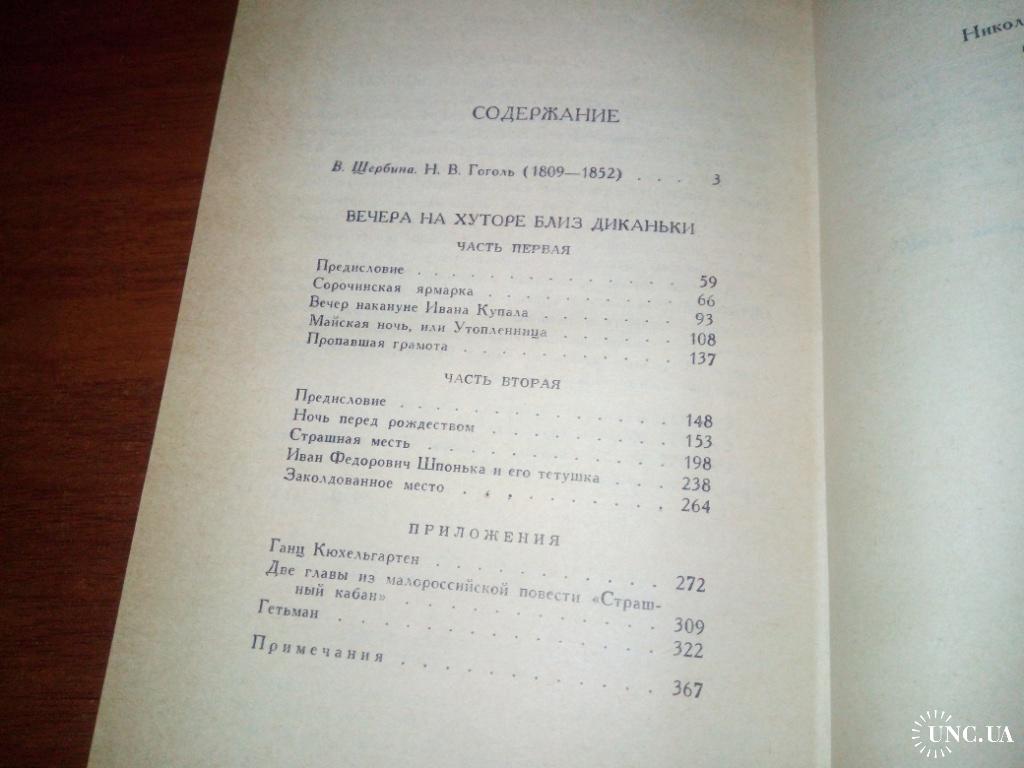 СОДЕРЖАНИЕ
В. Щербина. Н. В. Гоголь (1809—1852) . . . 3
ВЕЧЕРА НА ХУТОРЕ БЛИЗ ДИКАНЬКИ
ЧАСТЬ ПЕРВАЯ
Предисловие . . . . . . . . . . . . 59
Сорочинская ярмарка . . . . . . . . . 66
Вечер накануне Ивана Купала . . . . . . . 93
Майская ночь, или Утопленница . . . . . . 108
Пропавшая грамота . . . . . . . . . . 137
ЧАСТЬ ВТОРАЯ
Предисловие . . . . . . . . . . . . 148
Ночь перед рождеством . . . . . . . . 153
Страшная месть . . . . . . . . . . . 198
Иван Федорович Шпонька и его тетушка . . . 238
Заколдованное место . . . . . . . . . 264
ПРИЛОЖЕНИЯ
Ганц Кюхельгартен . . . . . . . . . . 272
Две главы из малороссийской повести «Страш-
ный кабан» . . . . . . . . . . . 309
Гетьман . . . . . . . . . . . . . 322
Примечания . . . . . . . . . . . . 367
Никол
UNC.UA